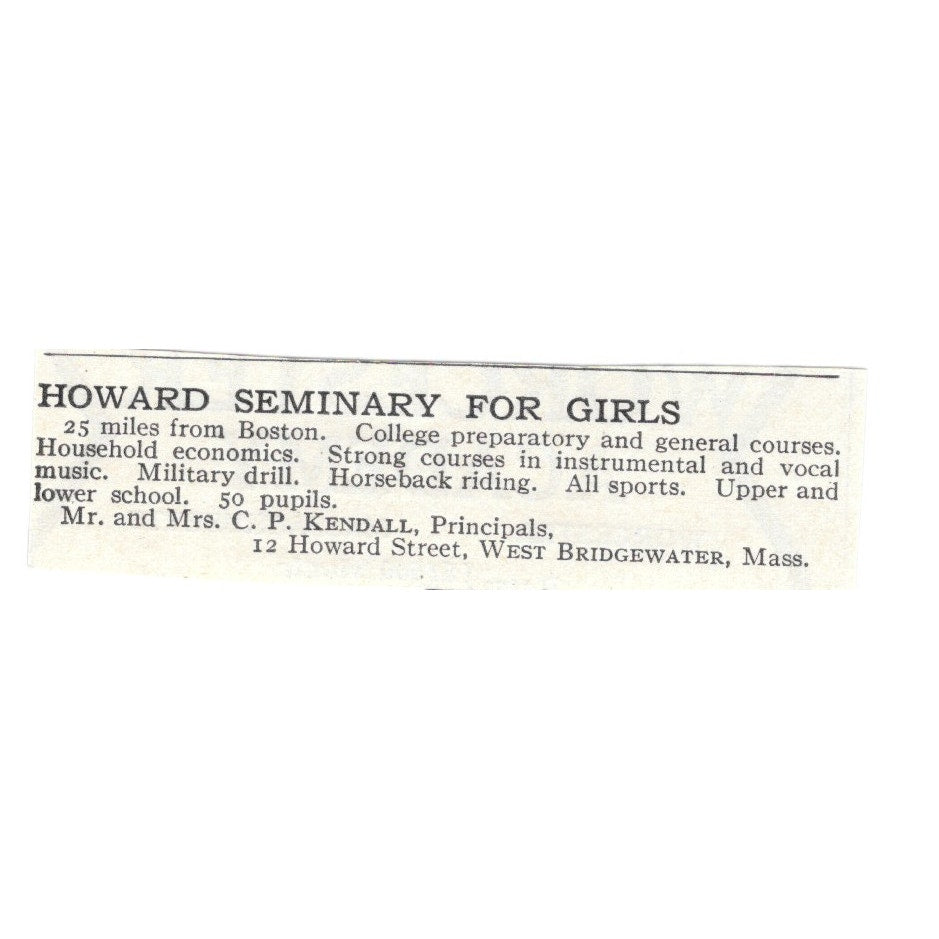 HOWARD SEMINARY FOR GIRLS
25 miles from Boston. College preparatory and general courses.
Household economics. Strong courses in instrumental and vocal
music. Military drill. Horseback riding. All sports. Upper and
lower school. 50 pupils.
Mr. and Mrs. C. P. KENDALL, Principals,
12 Howard Street, WEST BRIDGEWATER, Mass.